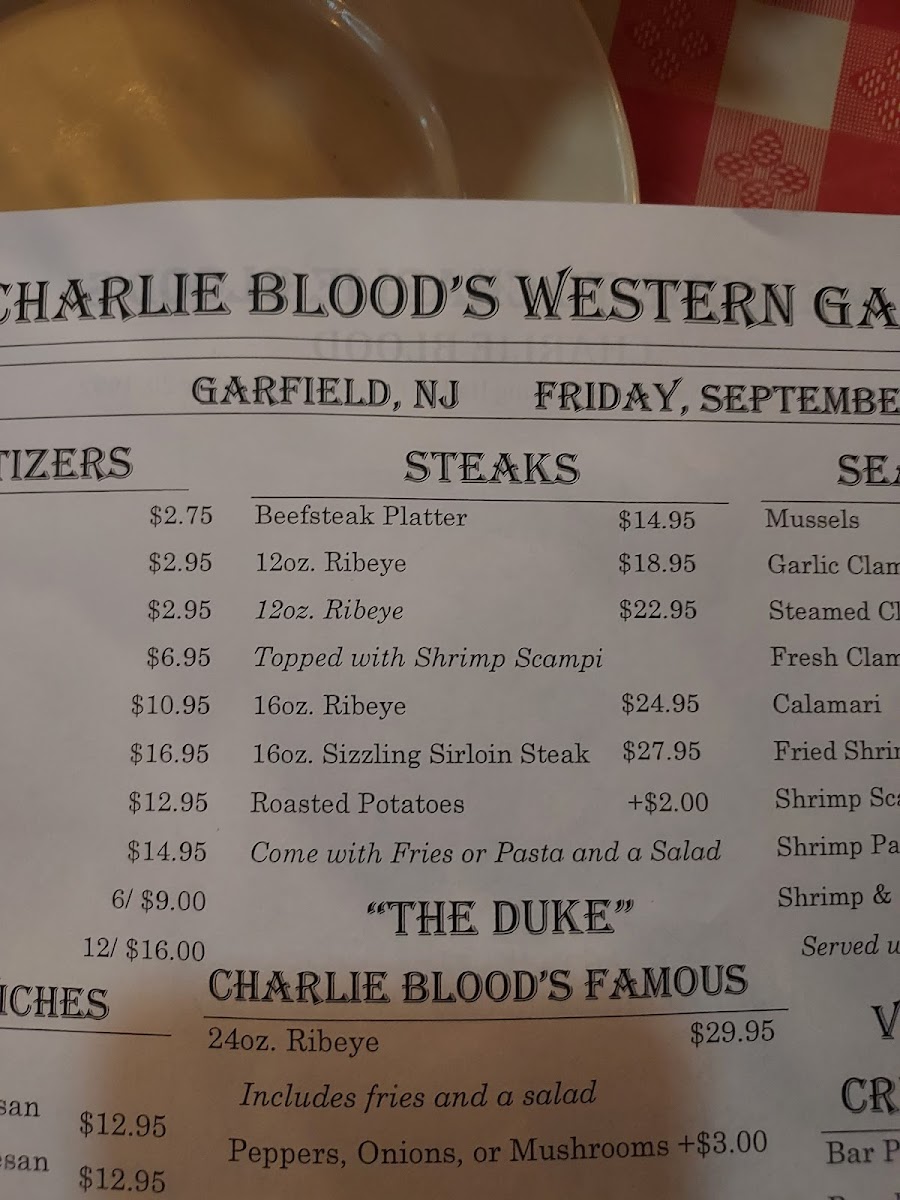 CHARLIE BLOOD'S WESTERN GA
GARFIELD, NJ FRIDAY, SEPTEMBE
TIZERS
$2.75
$2.95
$2.95
$6.95
$10.95
$16.95
$12.95
$14.95
6/ $9.00
12/ $16.00
ICHES
san $12.95
esan $12.95
STEAKS
Beefsteak Platter $14.95
12oz. Ribeye $18.95
12oz. Ribeye $22.95
Topped with Shrimp Scampi
16oz. Ribeye $24.95
16oz. Sizzling Sirloin Steak $27.95
Roasted Potatoes +$2.00
Come with Fries or Pasta and a Salad
"THE DUKE"
CHARLIE BLOOD'S FAMOUS
24oz. Ribeye $29.95
Includes fries and a salad
Peppers, Onions, or Mushrooms +$3.00
SEA
Mussels
Garlic Clam
Steamed Cl
Fresh Clam
Calamari
Fried Shri
Shrimp Sca
Shrimp Pa
Shrimp &
Served
V
CR
Bar P